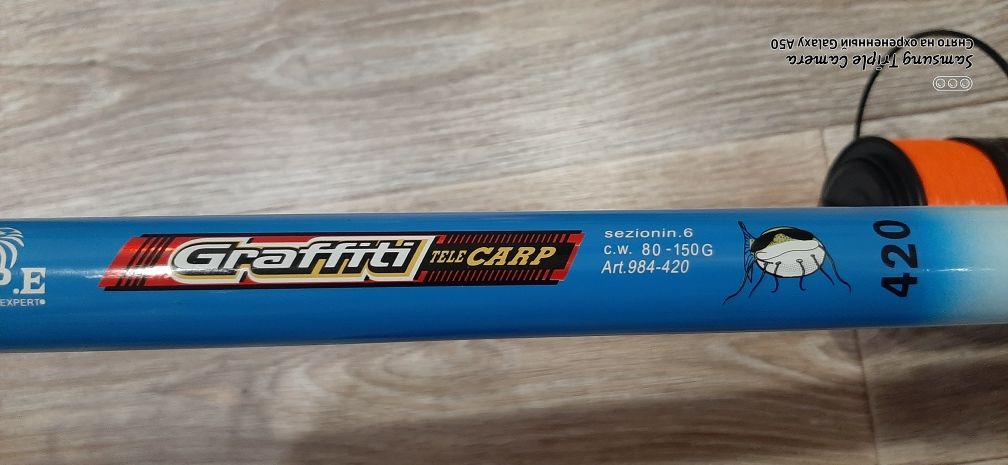 .E
EXPERT
Graffiti
TELE CARP
sezionin.6
c.w. 80-150G
Art.984-420
420
Samsung Triple Camera
Снято на охрененный Galaxy A50